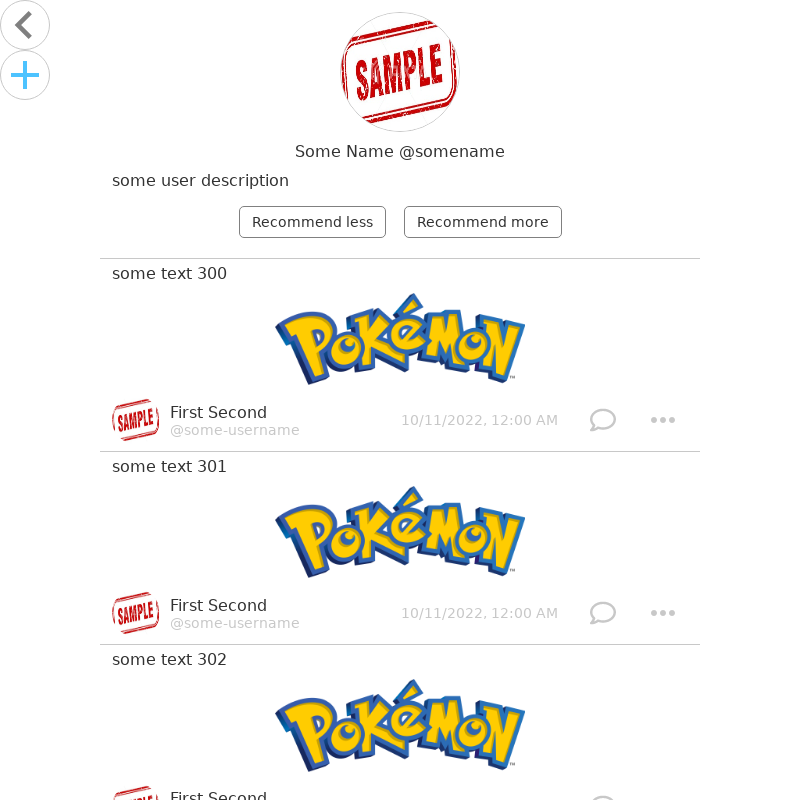 SAMPLE
Some Name @somename
some user description
Recommend less Recommend more
some text 300
Pokémon
SAMPLE
First Second
@some-username
10/11/2022, 12:00 AM
some text 301
Pokémon
SAMPLE
First Second
@some-username
10/11/2022, 12:00 AM
some text 302
Pokémon
First Second